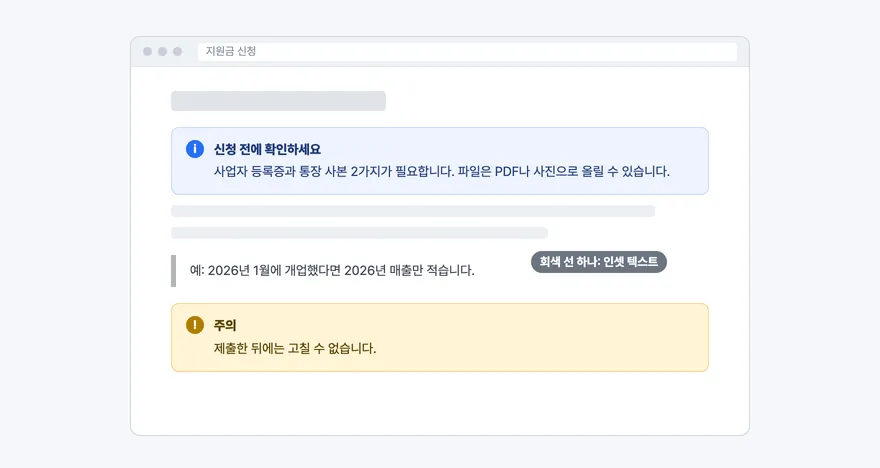 지원금 신청
신청 전에 확인하세요
사업자 등록증과 통장 사본 2가지가 필요합니다. 파일은 PDF나 사진으로 올릴 수 있습니다.
회색 선 하나: 인셋 텍스트
예: 2026년 1월에 개업했다면 2026년 매출만 적습니다.
주의
제출한 뒤에는 고칠 수 없습니다.